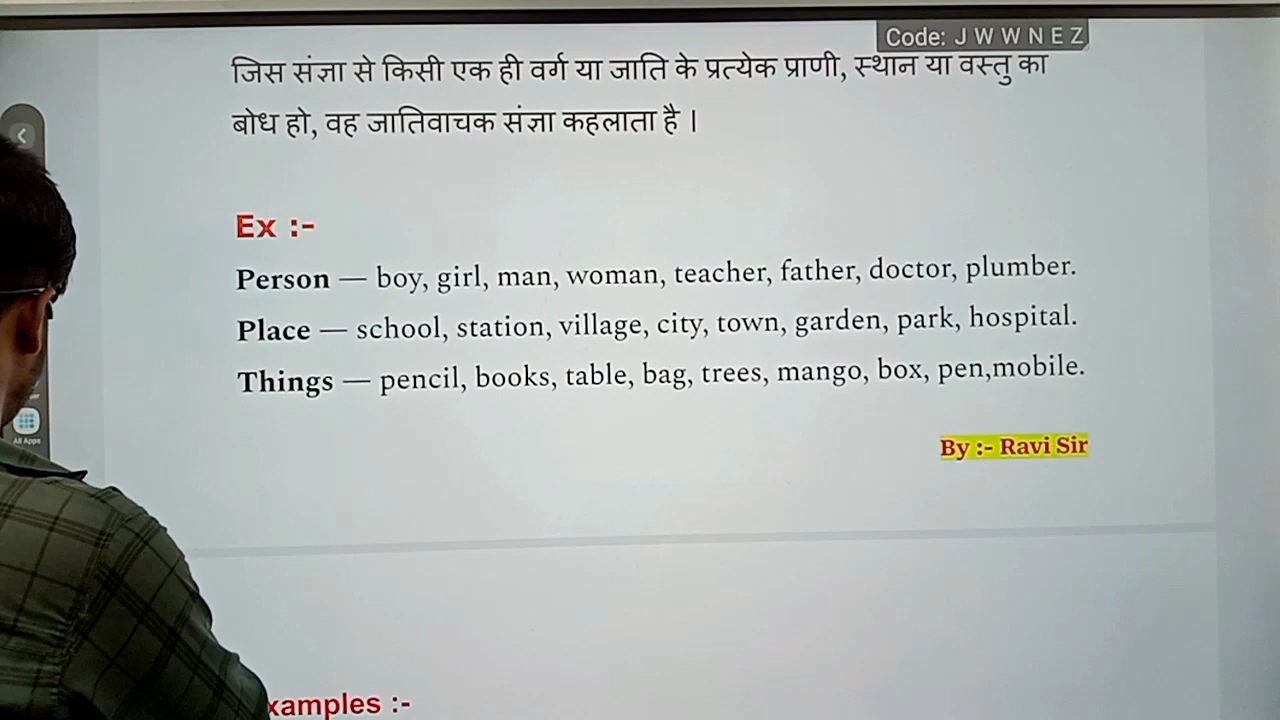 Code: J W W N E Z
जिस संज्ञा से किसी एक ही वर्ग या जाति के प्रत्येक प्राणी, स्थान या वस्तु का
बोध हो, वह जातिवाचक संज्ञा कहलाता है ।
Ex :-
Person — boy, girl, man, woman, teacher, father, doctor, plumber.
Place — school, station, village, city, town, garden, park, hospital.
Things — pencil, books, table, bag, trees, mango, box, pen,mobile.
All Apps
By :- Ravi Sir
xamples :-